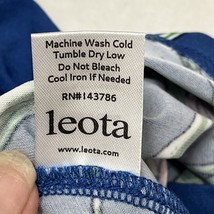 Machine Wash Cold
Tumble Dry Low
Do Not Bleach
Cool Iron If Needed
RN#143786
leota
www.leota.com